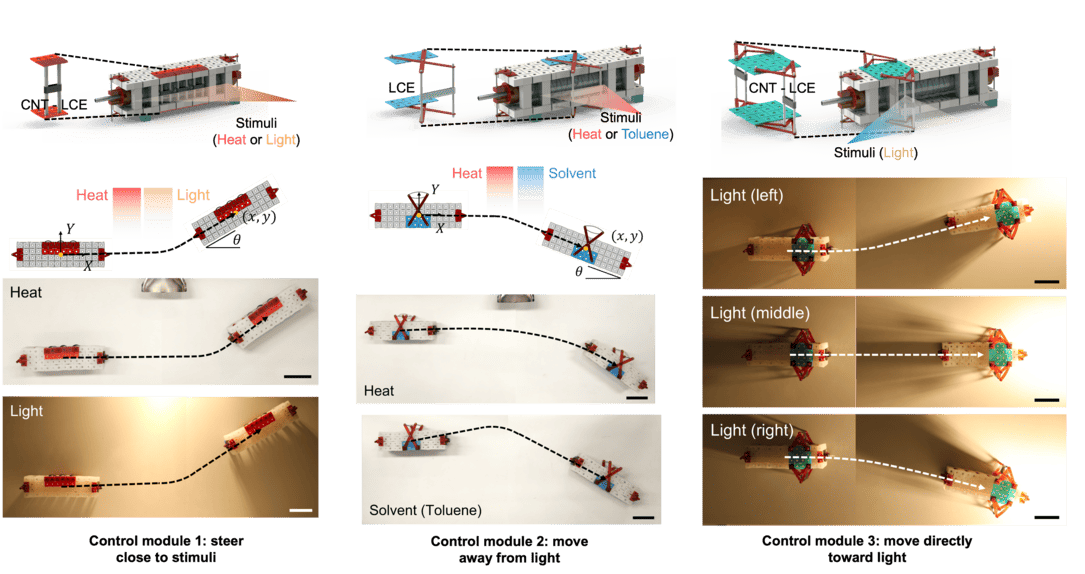 CNT - LCE
Stimuli
(Heat or Light)
Heat
Light
Y
X
(x, y)
θ
Heat
Light
Control module 1: steer
close to stimuli
LCE
Stimuli
(Heat or Toluene)
Heat
Solvent
Y
X
(x, y)
θ
Heat
Solvent (Toluene)
Control module 2: move
away from light
CNT - LCE
Stimuli (Light)
Light (left)
Light (middle)
Light (right)
Control module 3: move directly
toward light